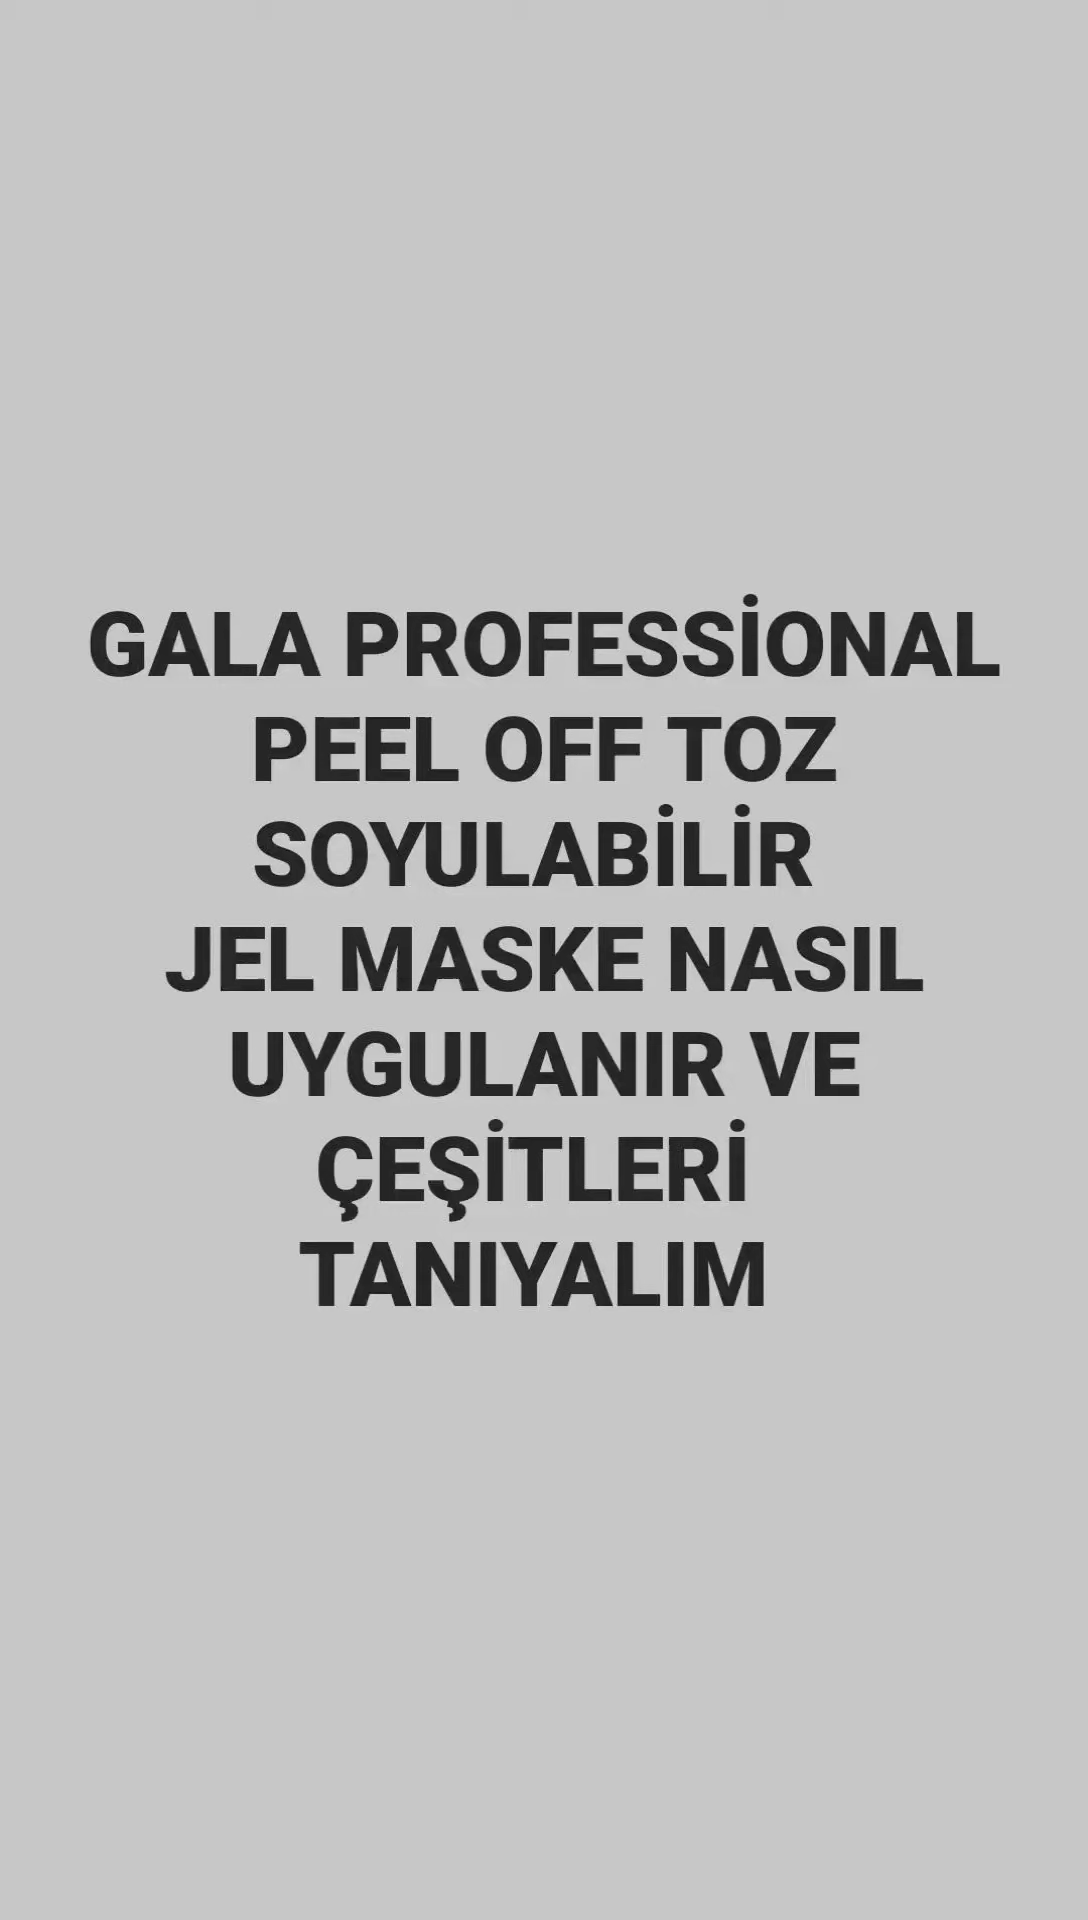 GALA PROFESSİONAL
PEEL OFF TOZ
SOYULABİLİR
JEL MASKE NASIL
UYGULANIR VE
ÇEŞİTLERİ
TANIYALIM